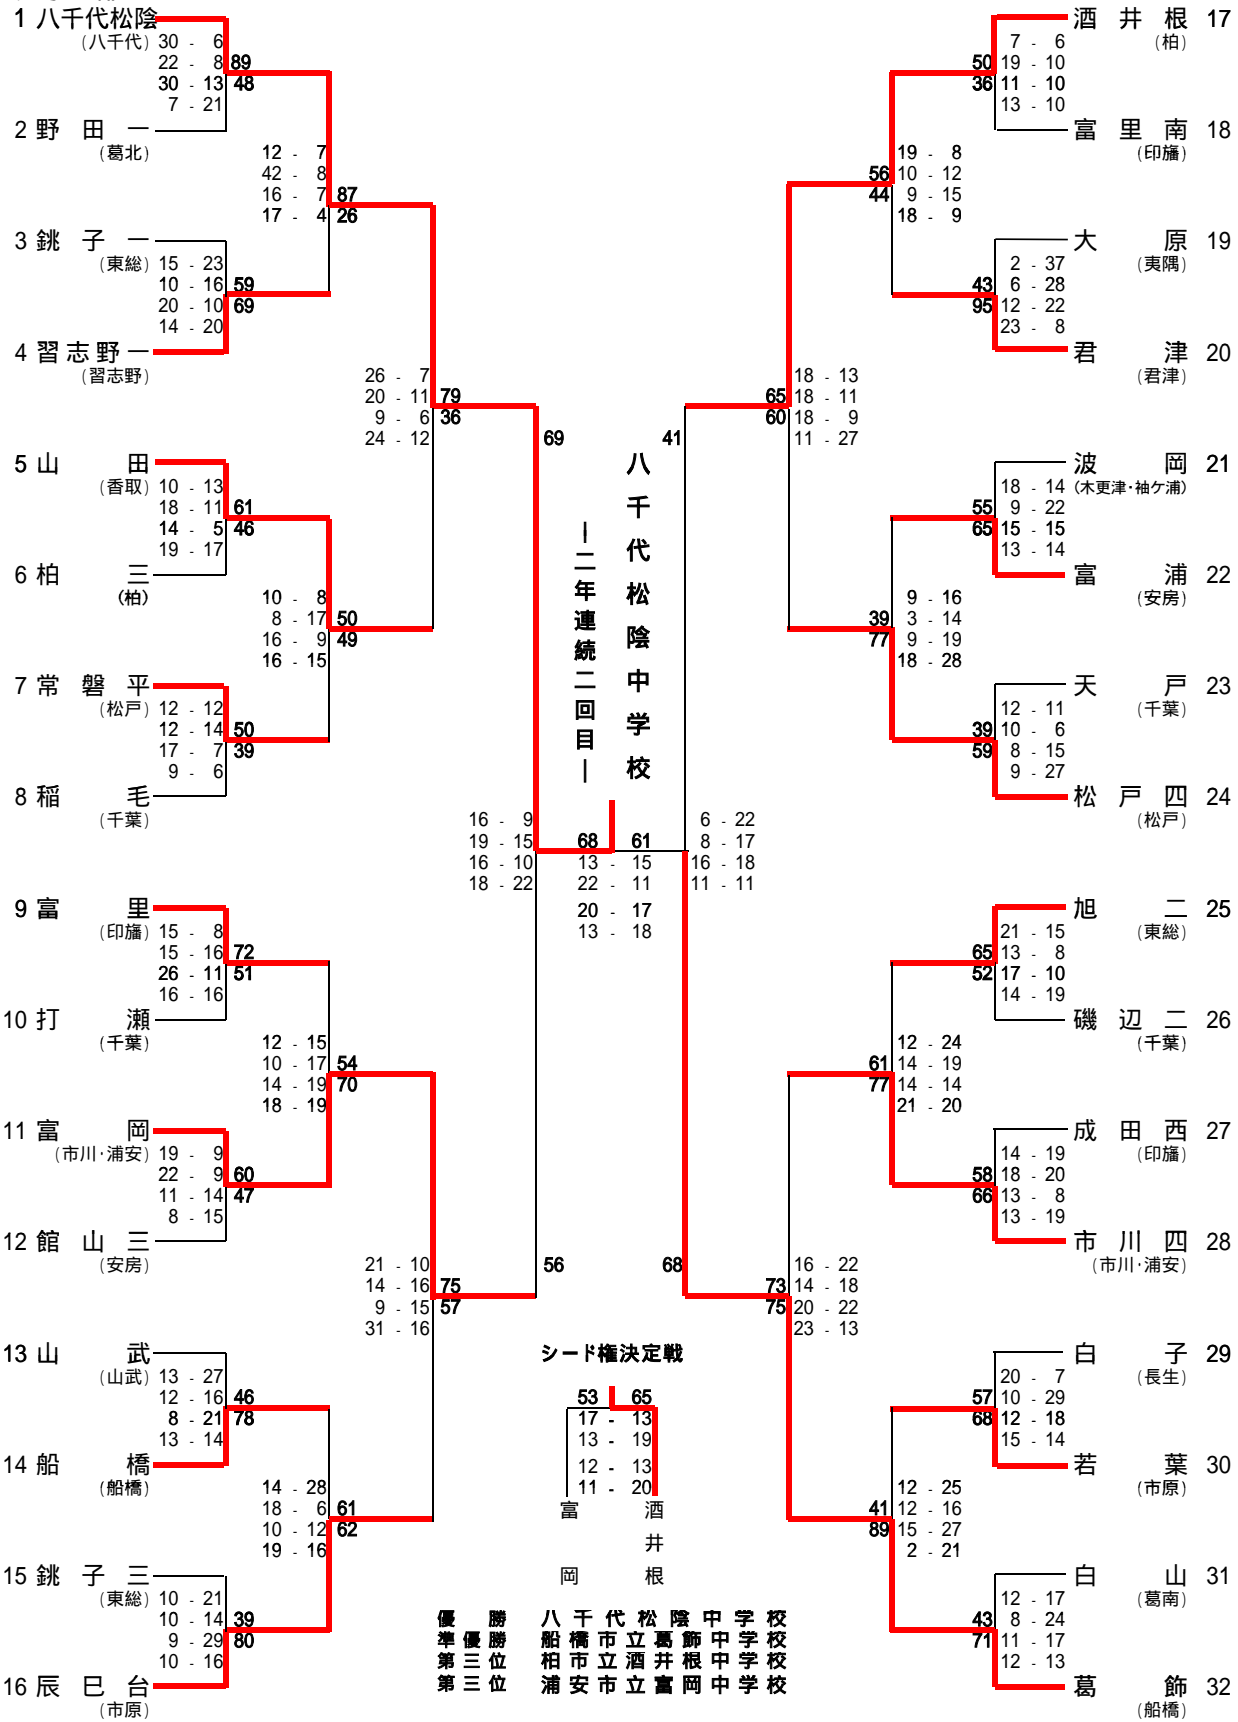 1 八千代松陰
(八千代)
30 - 6
22 - 8
30 - 13
7 - 21
89
48
2 野田一
(葛北)
12 - 7
42 - 8
16 - 7
17 - 4
87
26
3 銚子一
(東総)
15 - 23
10 - 16
20 - 10
14 - 20
59
69
4 習志野一
(習志野)
26 - 7
20 - 11
9 - 6
24 - 12
79
36
5 山田
(香取)
10 - 13
18 - 11
14 - 5
19 - 17
61
46
6 柏三
(柏)
10 - 8
8 - 17
16 - 9
16 - 15
50
49
7 常磐平
(松戸)
12 - 12
12 - 14
17 - 7
9 - 6
50
39
8 稲毛
(千葉)
16 - 9
19 - 15
16 - 10
18 - 22
69
56
9 富里
(印旛)
15 - 8
15 - 16
26 - 11
16 - 16
72
51
10 打瀬
(千葉)
12 - 15
10 - 17
14 - 19
18 - 19
54
70
11 富岡
(市川・浦安)
19 - 9
22 - 9
11 - 14
8 - 15
60
47
12 館山三
(安房)
21 - 10
14 - 16
9 - 15
31 - 16
75
57
13 山武
(山武)
13 - 27
12 - 16
8 - 21
13 - 14
46
78
14 船橋
(船橋)
14 - 28
18 - 6
10 - 12
19 - 16
61
62
15 銚子三
(東総)
10 - 21
10 - 14
9 - 29
10 - 16
39
80
16 辰巳台
(市原)
八千代松陰中学校
―二年連続二回目―
68 61
13 - 15
22 - 11
20 - 17
13 - 18
酒井根 17
(柏)
7 - 6
19 - 10
11 - 10
13 - 10
50
36
富里南 18
(印旛)
19 - 8
10 - 12
9 - 15
18 - 9
56
44
大原 19
(夷隅)
2 - 37
6 - 28
12 - 22
23 - 8
43
95
君津 20
(君津)
18 - 13
18 - 11
18 - 9
11 - 27
65
60
波岡 21
(木更津・袖ケ浦)
18 - 14
9 - 22
15 - 15
13 - 14
55
65
富浦 22
(安房)
9 - 16
3 - 14
9 - 19
18 - 28
39
77
天戸 23
(千葉)
12 - 11
10 - 6
8 - 15
9 - 27
39
59
松戸四 24
(松戸)
6 - 22
8 - 17
16 - 18
11 - 11
41
68
旭二 25
(東総)
21 - 15
13 - 8
17 - 10
14 - 19
65
52
磯辺二 26
(千葉)
12 - 24
14 - 19
14 - 14
21 - 20
61
77
成田西 27
(印旛)
14 - 19
18 - 20
13 - 8
13 - 19
58
66
市川四 28
(市川・浦安)
16 - 22
14 - 18
20 - 22
23 - 13
73
75
白子 29
(長生)
20 - 7
10 - 29
12 - 18
15 - 14
57
68
若葉 30
(市原)
12 - 25
12 - 16
15 - 27
2 - 21
41
89
白山 31
(葛南)
12 - 17
8 - 24
11 - 17
12 - 13
43
71
葛飾 32
(船橋)
シード権決定戦
53 65
17 - 13
13 - 19
12 - 13
11 - 20
富岡
酒井根
優勝 八千代松陰中学校
準優勝 船橋市立葛飾中学校
第三位 柏市立酒井根中学校
第三位 浦安市立富岡中学校